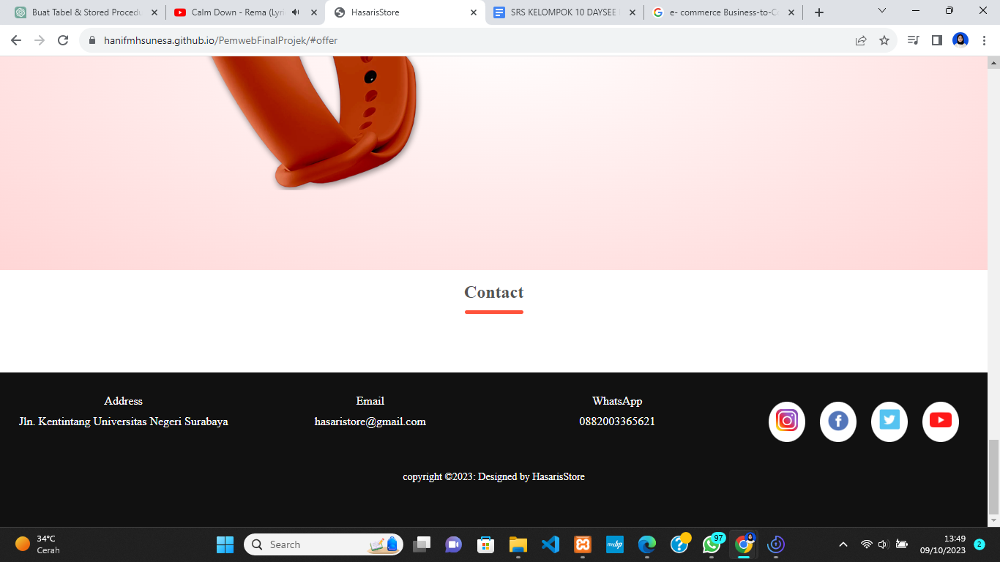 Buat Tabel & Stored Procedu
Calm Down - Rema (Lyri
HasarisStore
SRS KELOMPOK 10 DAYSEE
e- commerce Business-to-C
hanifmhsunesa.github.io/PemwebFinalProjek/#offer
Contact
Address
Email
WhatsApp
Jln. Kentintang Universitas Negeri Surabaya
hasaristore@gmail.com
0882003365621
copyright ©2023: Designed by HasarisStore
34°C
Cerah
Search
myhp
97
13:49
09/10/2023
2